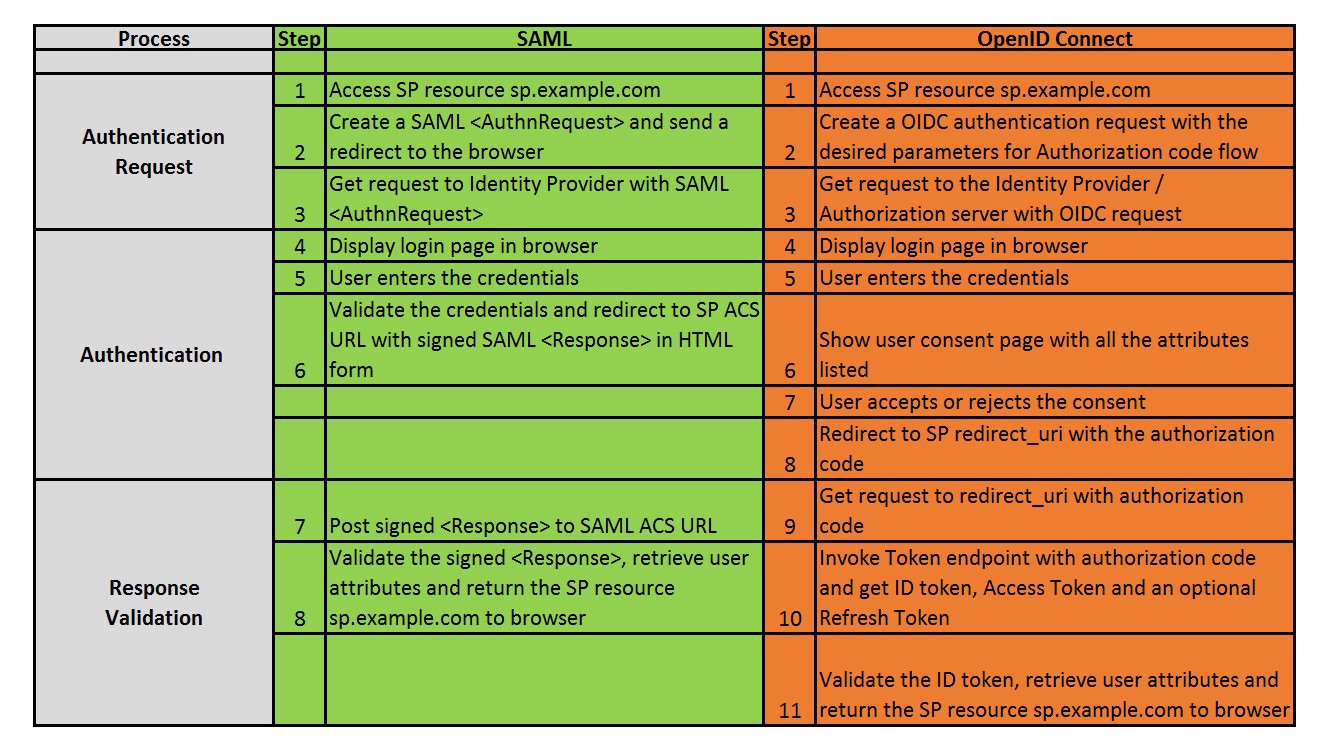 Process Step SAML Step OpenID Connect
Authentication
Request
1 Access SP resource sp.example.com
1 Access SP resource sp.example.com
Create a SAML <AuthnRequest> and send a
2 redirect to the browser
Create a OIDC authentication request with the
2 desired parameters for Authorization code flow
Get request to Identity Provider with SAML
3 <AuthnRequest>
Get request to the Identity Provider /
3 Authorization server with OIDC request
Authentication
4 Display login page in browser
4 Display login page in browser
5 User enters the credentials
5 User enters the credentials
Validate the credentials and redirect to SP ACS
URL with signed SAML <Response> in HTML
6 form
Show user consent page with all the attributes
6 listed
7 User accepts or rejects the consent
Redirect to SP redirect_uri with the authorization
8 code
Response
Validation
7 Post signed <Response> to SAML ACS URL
Get request to redirect_uri with authorization
9 code
Validate the signed <Response>, retrieve user
attributes and return the SP resource
8 sp.example.com to browser
Invoke Token endpoint with authorization code
and get ID token, Access Token and an optional
10 Refresh Token
Validate the ID token, retrieve user attributes and
11 return the SP resource sp.example.com to browser